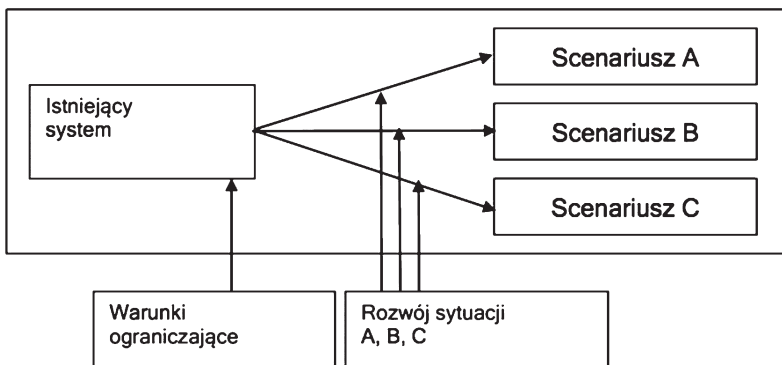 Istniejący
system
Scenariusz A
Scenariusz B
Scenariusz C
Warunki
ograniczające
Rozwój sytuacji
A, B, C